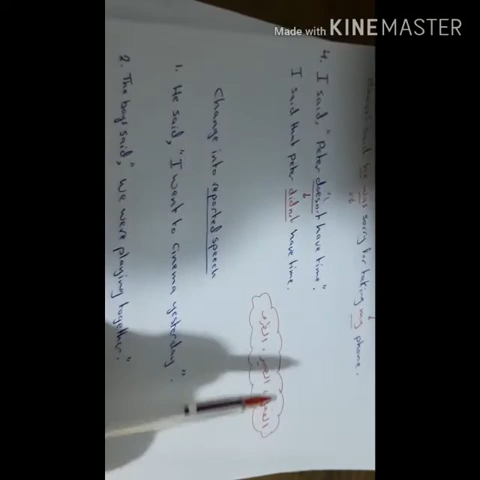 Made with KINEMASTER
sorry for taking my phone.
4. I said, "Peter doesn't have time."
I said that Peter didn't have time.
Change into reported speech
1. He said, "I went to cinema yesterday".
2. The boys said, "we were playing together."